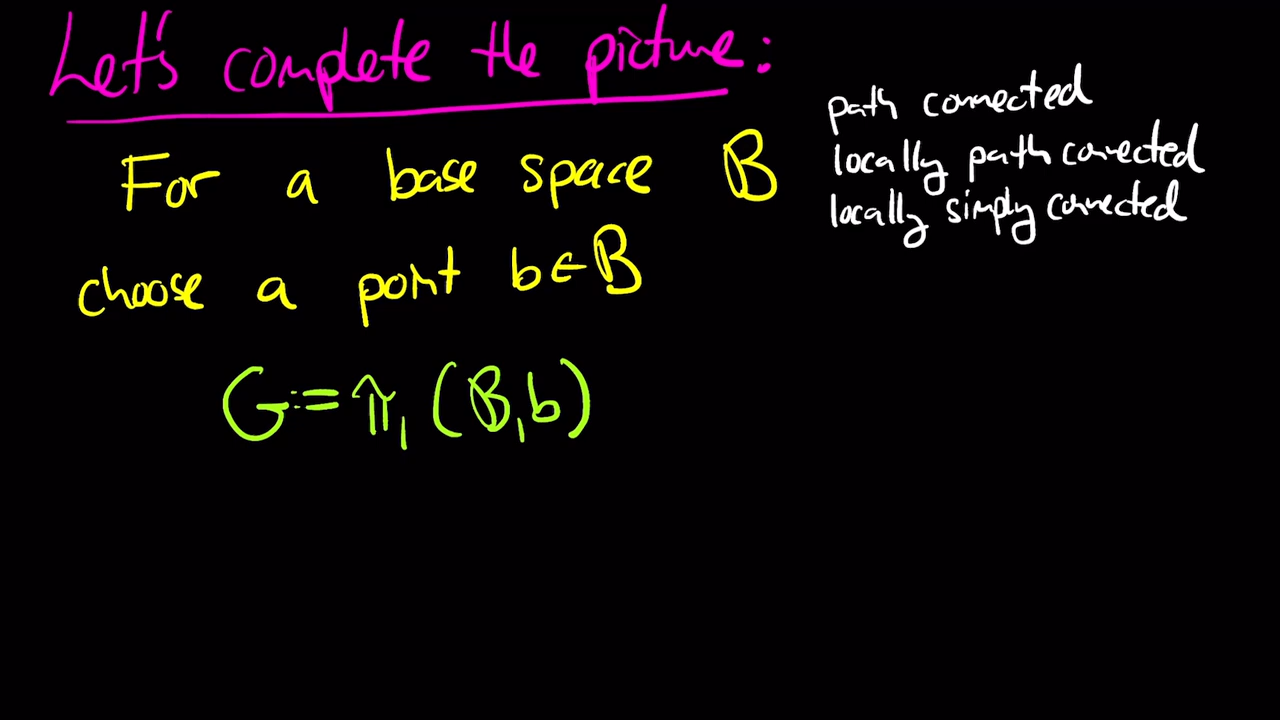 Let's complete the picture:
For a base space B
choose a point b∈B
G:=π₁(B,b)
path connected
locally path connected
locally simply connected